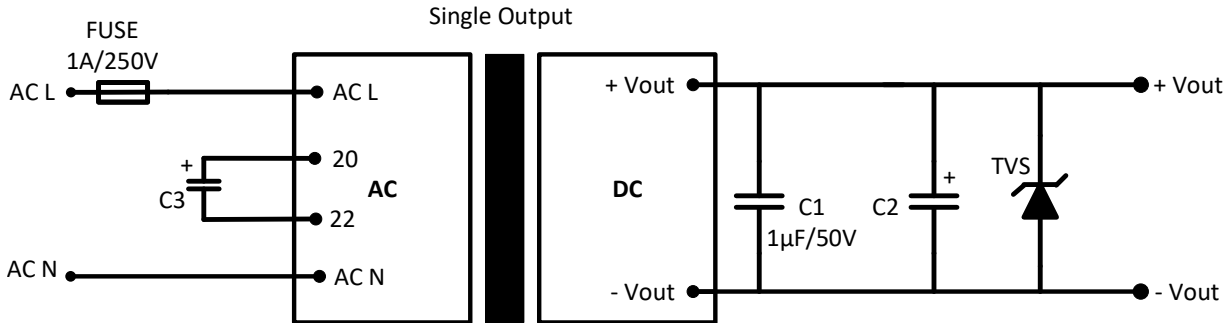 Single Output
FUSE
1A/250V
AC L
AC L
+ Vout
+ Vout
+
20
C3
AC
DC
22
C1
1µF/50V
C2
+
TVS
AC N
AC N
- Vout
- Vout